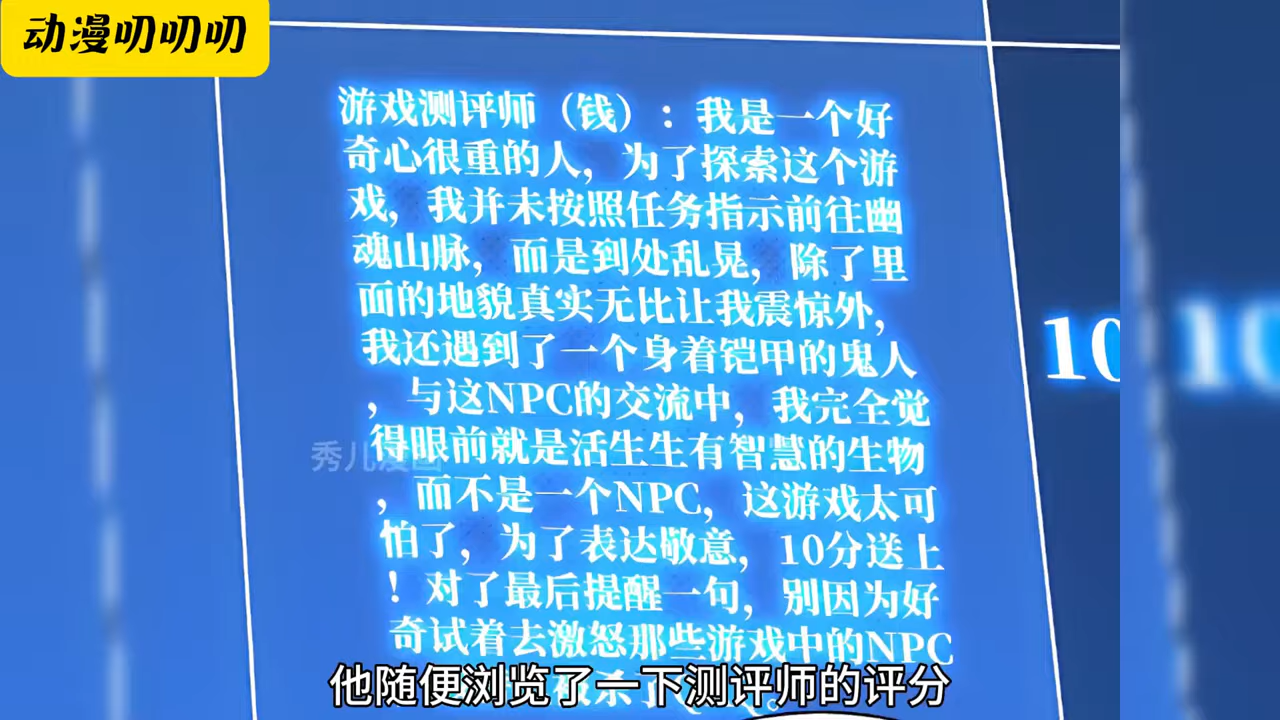 动漫叨叨叨
游戏测评师（钱）：我是一个好
奇心很重的人，为了探索这个游
戏，我并未按照任务指示前往幽
魂山脉，而是到处乱晃，除了里
面的地貌真实无比让我震惊外，
我还遇到了一个身着铠甲的鬼人
，与这NPC的交流中，我完全觉
得眼前就是活生生有智慧的生物
，而不是一个NPC，这游戏太可
怕了，为了表达敬意，10分送上
！对了最后提醒一句，别因为好
奇试着去激怒那些游戏中的NPC
10
10
秀儿漫画
他随便浏览了一下测评师的评分